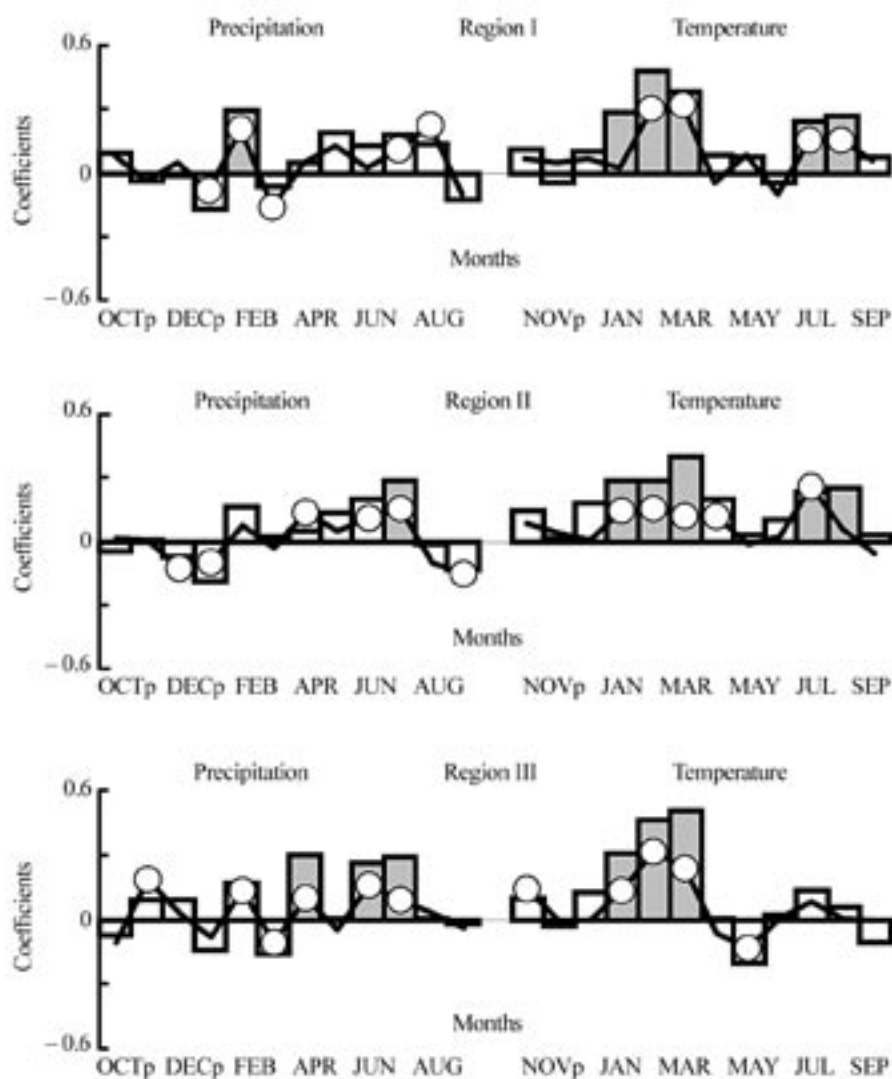 Precipitation Region I Temperature
0.6
0
−0.6
Coefficients
Months
OCTp DECp FEB APR JUN AUG NOVp JAN MAR MAY JUL SEP
Precipitation Region II Temperature
0.6
0
−0.6
Coefficients
Months
OCTp DECp FEB APR JUN AUG NOVp JAN MAR MAY JUL SEP
Precipitation Region III Temperature
0.6
0
−0.6
Coefficients
Months
OCTp DECp FEB APR JUN AUG NOVp JAN MAR MAY JUL SEP